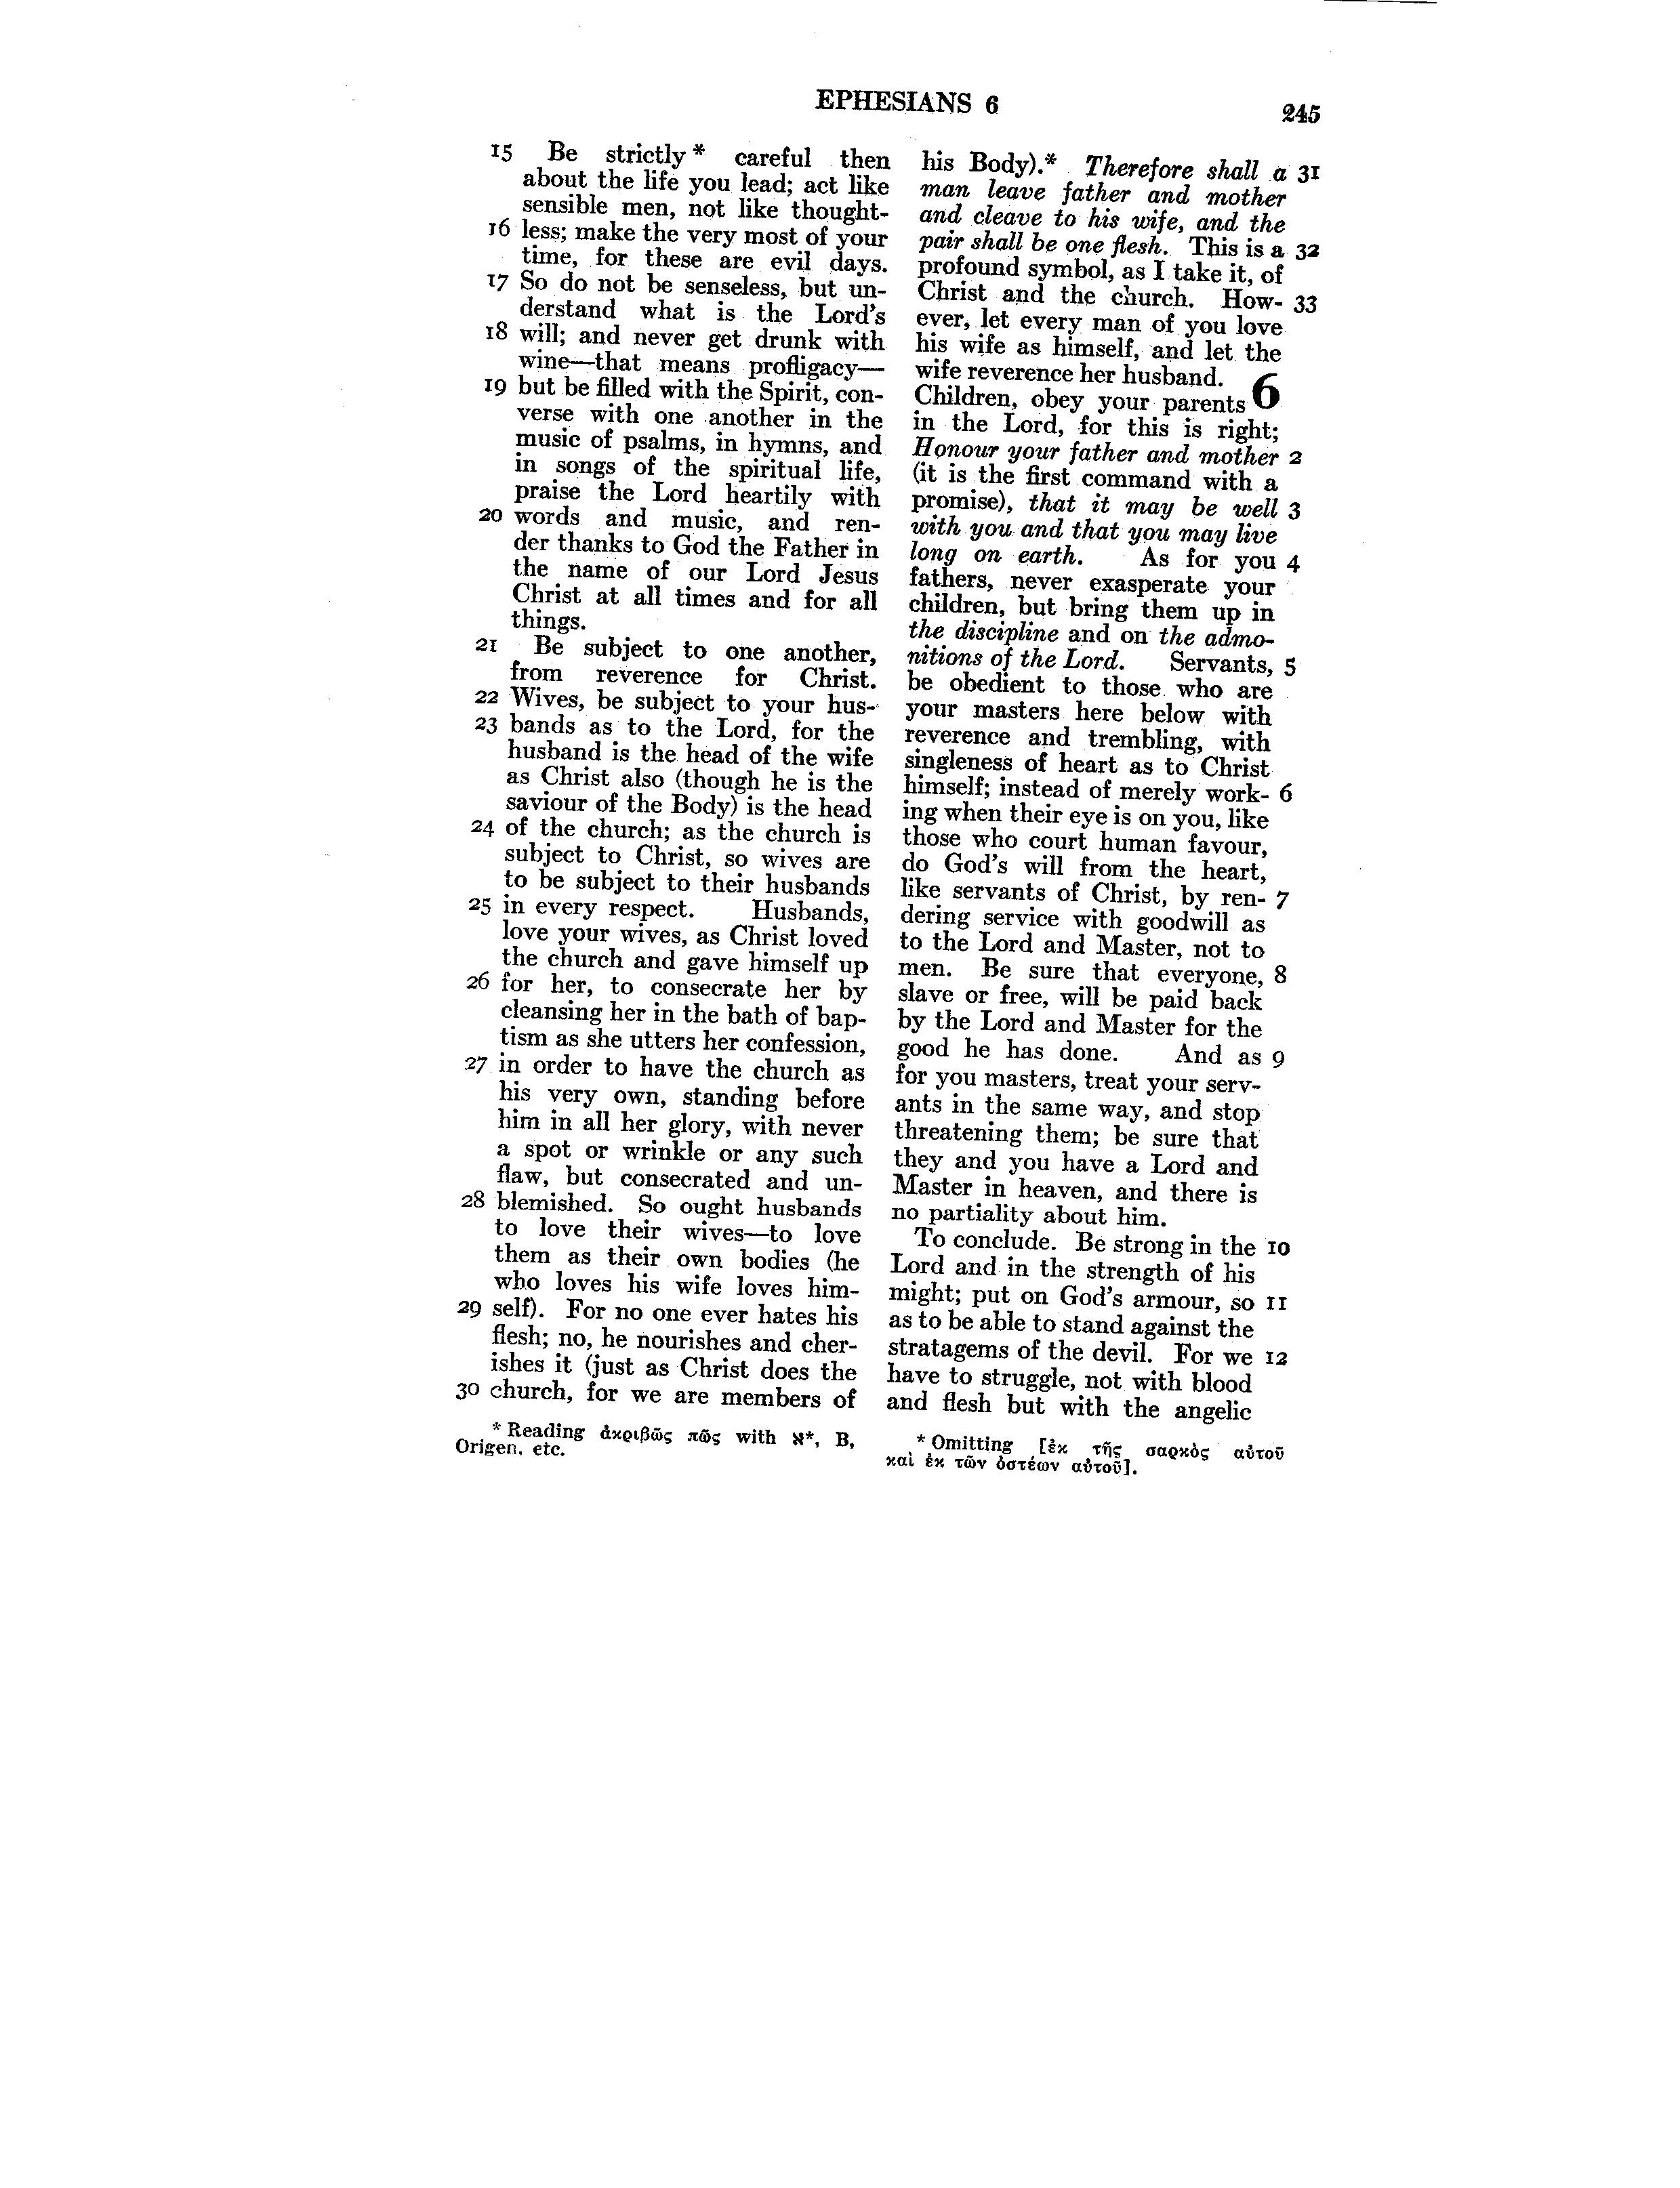 EPHESIANS 6
245
15 Be strictly* careful then
about the life you lead; act like
sensible men, not like thought-
16 less; make the very most of your
time, for these are evil days.
17 So do not be senseless, but un-
derstand what is the Lord's
18 will; and never get drunk with
wine—that means profligacy—
19 but be filled with the Spirit, con-
verse with one another in the
music of psalms, in hymns, and
in songs of the spiritual life,
praise the Lord heartily with
20 words and music, and ren-
der thanks to God the Father in
the name of our Lord Jesus
Christ at all times and for all
things.
21 Be subject to one another,
from reverence for Christ.
22 Wives, be subject to your hus-
23 bands as to the Lord, for the
husband is the head of the wife
as Christ also (though he is the
saviour of the Body) is the head
24 of the church; as the church is
subject to Christ, so wives are
to be subject to their husbands
25 in every respect. Husbands,
love your wives, as Christ loved
the church and gave himself up
26 for her, to consecrate her by
cleansing her in the bath of bap-
tism as she utters her confession,
27 in order to have the church as
his very own, standing before
him in all her glory, with never
a spot or wrinkle or any such
flaw, but consecrated and un-
28 blemished. So ought husbands
to love their wives—to love
them as their own bodies (he
who loves his wife loves him-
29 self). For no one ever hates his
flesh; no, he nourishes and cher-
ishes it (just as Christ does the
30 church, for we are members of
* Reading ἀκριβῶς πῶς with ℵ*, B,
Origen, etc.
his Body).* Therefore shall a 31
man leave father and mother
and cleave to his wife, and the
pair shall be one flesh. This is a 32
profound symbol, as I take it, of
Christ and the church. How- 33
ever, let every man of you love
his wife as himself, and let the
wife reverence her husband.
Children, obey your parents 6
in the Lord, for this is right;
Honour your father and mother 2
(it is the first command with a
promise), that it may be well 3
with you and that you may live
long on earth. As for you 4
fathers, never exasperate your
children, but bring them up in
the discipline and on the admo-
nitions of the Lord. Servants, 5
be obedient to those who are
your masters here below with
reverence and trembling, with
singleness of heart as to Christ
himself; instead of merely work- 6
ing when their eye is on you, like
those who court human favour,
do God's will from the heart,
like servants of Christ, by ren- 7
dering service with goodwill as
to the Lord and Master, not to
men. Be sure that everyone, 8
slave or free, will be paid back
by the Lord and Master for the
good he has done. And as 9
for you masters, treat your serv-
ants in the same way, and stop
threatening them; be sure that
they and you have a Lord and
Master in heaven, and there is
no partiality about him.
To conclude. Be strong in the 10
Lord and in the strength of his
might; put on God's armour, so 11
as to be able to stand against the
stratagems of the devil. For we 12
have to struggle, not with blood
and flesh but with the angelic
* Omitting [ἐκ τῆς σαρκὸς αὐτοῦ
καὶ ἐκ τῶν ὀστέων αὐτοῦ].